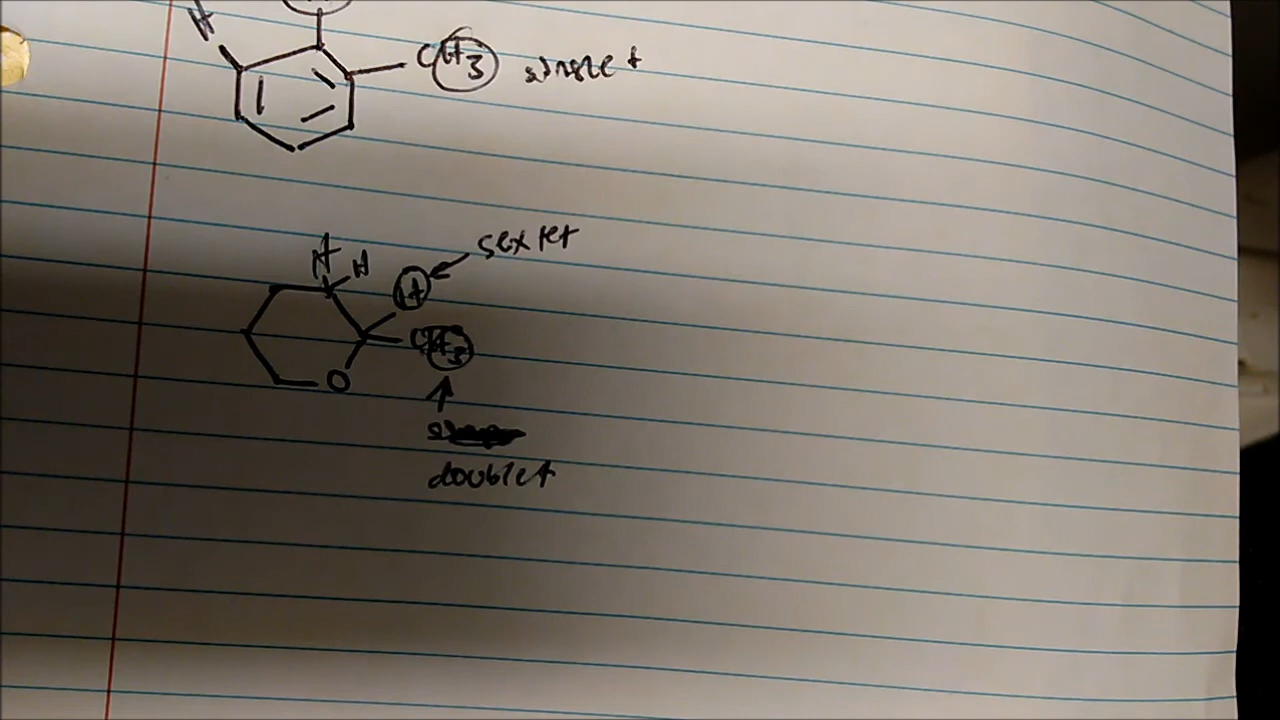 H
CH3 singlet
sextet
H H H
CH3
O
doublet